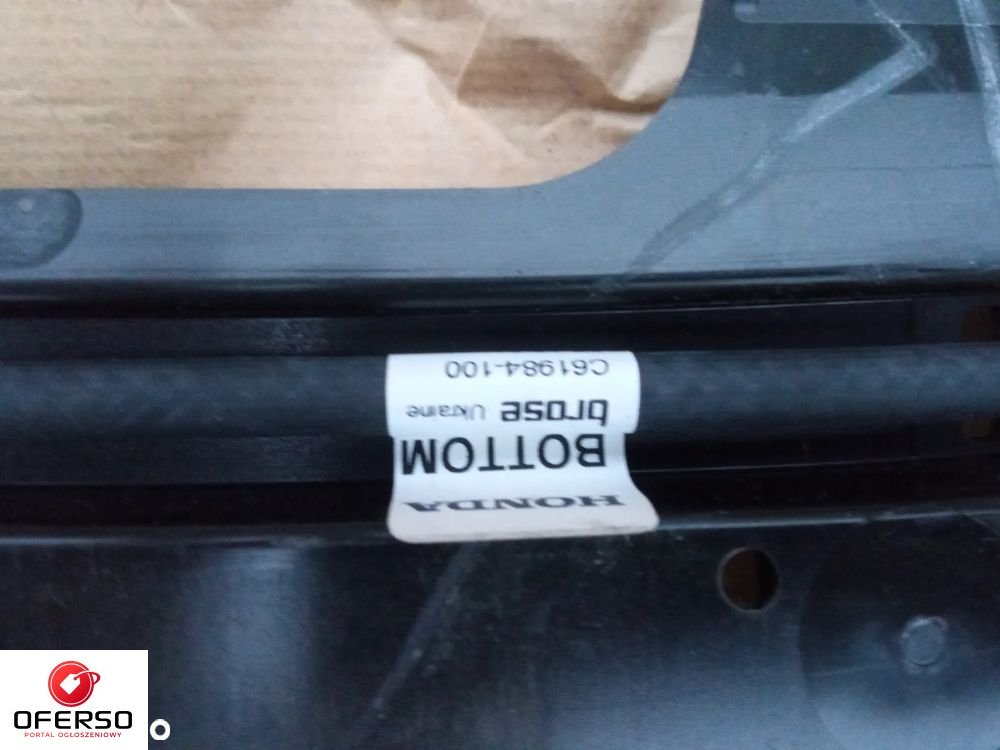 HONDA
BOTTOM
brose Ukraine
C61984-100
OFERSO
PORTAL OGŁOSZENIOWY
o